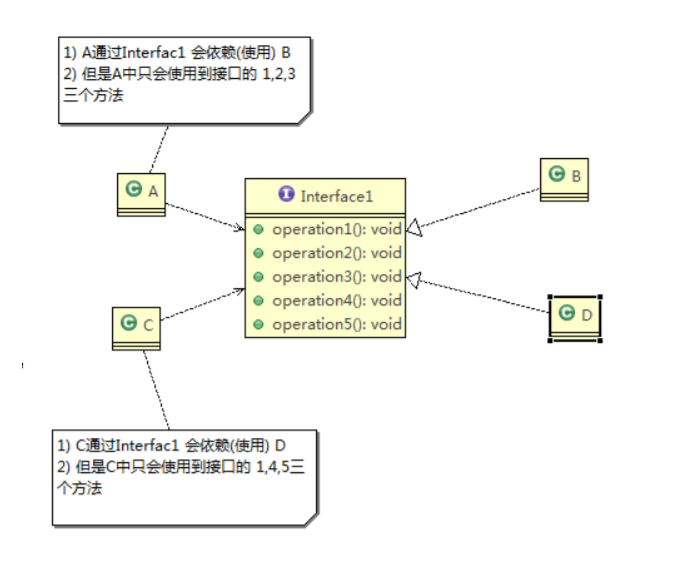 1) A通过Interfac1 会依赖(使用) B
2) 但是A中只会使用到接口的 1,2,3
三个方法
C A
I Interface1
C B
operation1(): void
operation2(): void
operation3(): void
operation4(): void
operation5(): void
C C
C D
1) C通过Interfac1 会依赖(使用) D
2) 但是C中只会使用到接口的 1,4,5三
个方法